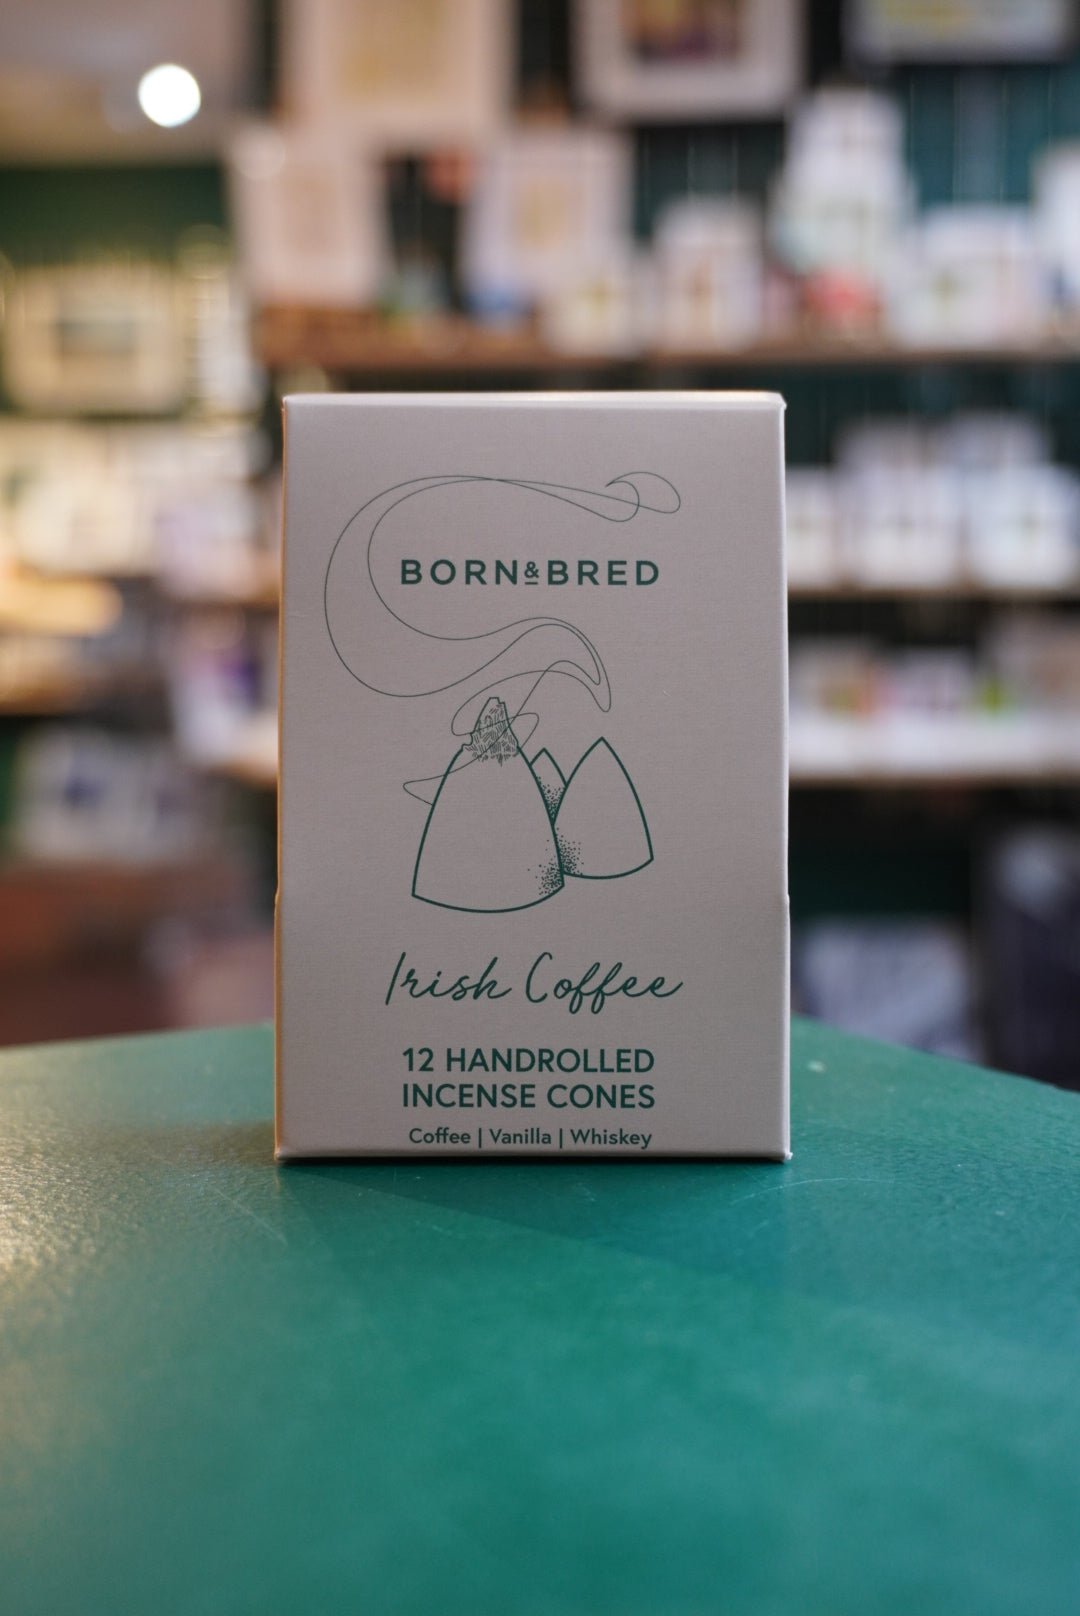 BORN&BRED
Irish Coffee
12 HANDROLLED
INCENSE CONES
Coffee | Vanilla | Whiskey